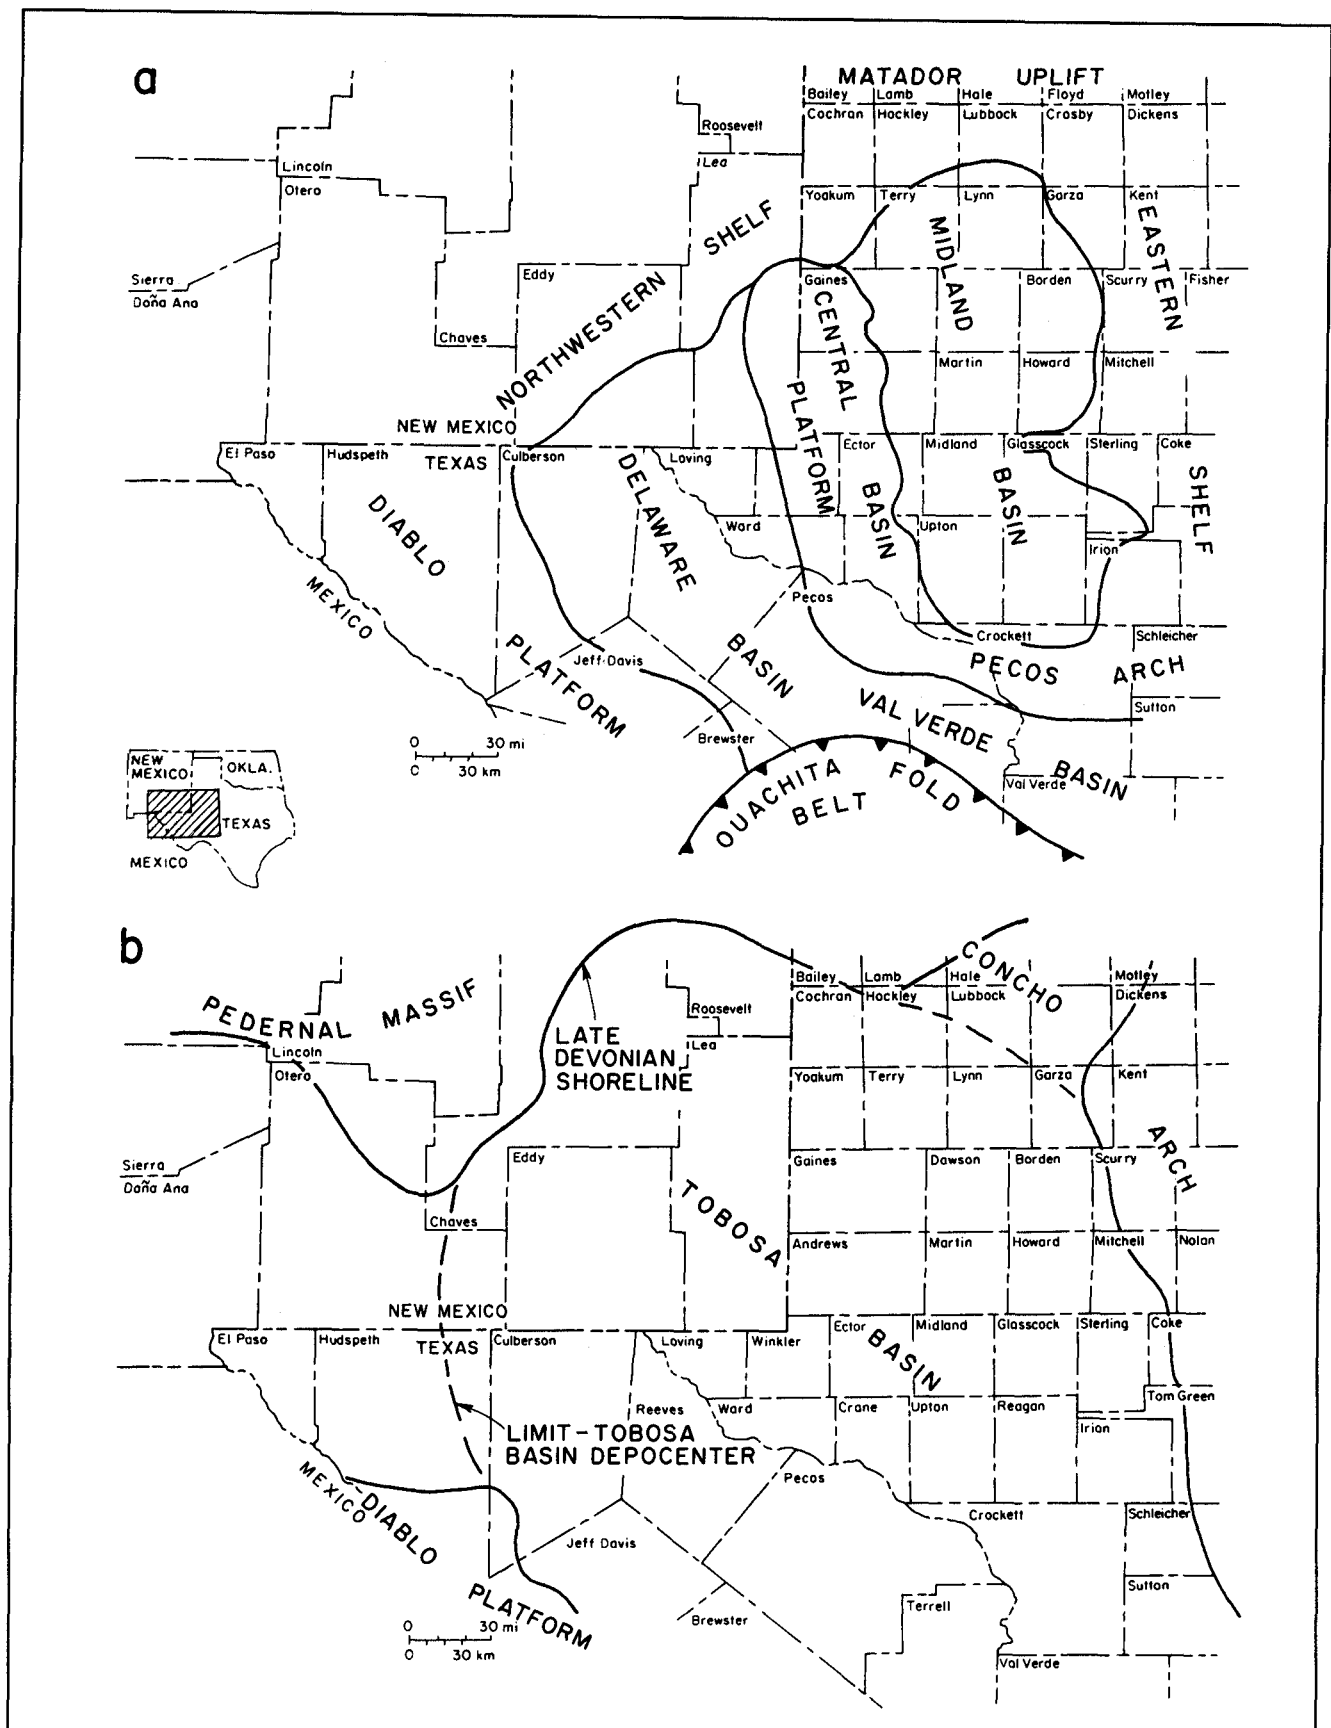 a
MATADOR UPLIFT
Bailey Lamb Hale Floyd Motley
Cochran Hockley Lubbock Crosby Dickens
Roosevelt
Lea
Lincoln
Otero
Yoakum Terry Lynn Garza Kent
NORTHWESTERN SHELF
MIDLAND BASIN
EASTERN SHELF
Sierra
Doña Ana
Eddy
Gaines Borden Scurry Fisher
CENTRAL BASIN
PLATFORM
Chaves
Martin Howard Mitchell
NEW MEXICO
TEXAS
El Paso Hudspeth Culberson Loving Ector Midland Glasscock Sterling Coke
DIABLO PLATFORM
DELAWARE BASIN
Ward Upton
Irion
MEXICO
Pecos
Crockett Schleicher
Jeff Davis
PECOS ARCH
VAL VERDE BASIN
Sutton
Brewster
0 30 mi
0 30 km
Val Verde
OUACHITA FOLD
BELT
NEW
MEXICO
OKLA.
TEXAS
MEXICO
b
CONCHO ARCH
PEDERNAL MASSIF
Bailey Lamb Hale Motley
Cochran Hockley Lubbock Dickens
Roosevelt
Lea
LATE
DEVONIAN
SHORELINE
Lincoln
Otero
Yoakum Terry Lynn Garza Kent
Sierra
Doña Ana
Eddy
Gaines Dawson Borden Scurry
TOBOSA BASIN
Chaves
Andrews Martin Howard Mitchell Nolan
NEW MEXICO
TEXAS
El Paso Hudspeth Culberson Loving Winkler Ector Midland Glasscock Sterling Coke
Tom Green
Reeves Ward Crane Upton Reagan
Irion
LIMIT-TOBOSA
BASIN DEPOCENTER
MEXICO
Pecos
DIABLO PLATFORM
Crockett Schleicher
Jeff Davis
Sutton
Terrell
Brewster
0 30 mi
0 30 km
Val Verde